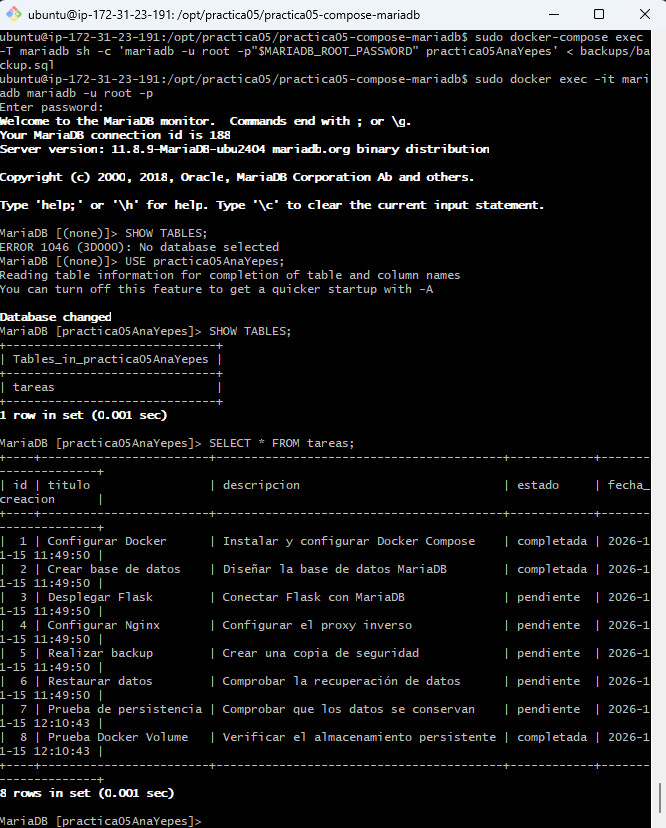 ubuntu@ip-172-31-23-191: /opt/practica05/practica05-compose-mariadb
ubuntu@ip-172-31-23-191:/opt/practica05/practica05-compose-mariadb$ sudo docker-compose exec
-T mariadb sh -c 'mariadb -u root -p"$MARIADB_ROOT_PASSWORD" practica05AnaYepes' < backups/ba
ckup.sql
ubuntu@ip-172-31-23-191:/opt/practica05/practica05-compose-mariadb$ sudo docker exec -it mari
adb mariadb -u root -p
Enter password:
Welcome to the MariaDB monitor.  Commands end with ; or \g.
Your MariaDB connection id is 188
Server version: 11.8.9-MariaDB-ubu2404 mariadb.org binary distribution

Copyright (c) 2000, 2018, Oracle, MariaDB Corporation Ab and others.

Type 'help;' or '\h' for help. Type '\c' to clear the current input statement.

MariaDB [(none)]> SHOW TABLES;
ERROR 1046 (3D000): No database selected
MariaDB [(none)]> USE practica05AnaYepes;
Reading table information for completion of table and column names
You can turn off this feature to get a quicker startup with -A

Database changed
MariaDB [practica05AnaYepes]> SHOW TABLES;
+------------------------------+
| Tables_in_practica05AnaYepes |
+------------------------------+
| tareas                       |
+------------------------------+
1 row in set (0.001 sec)

MariaDB [practica05AnaYepes]> SELECT * FROM tareas;
+----+------------------------+----------------------------------------+------------+-------
--------------+
| id | titulo                 | descripcion                            | estado     | fecha_
creacion      |
+----+------------------------+----------------------------------------+------------+-------
--------------+
|  1 | Configurar Docker      | Instalar y configurar Docker Compose   | completada | 2026-1
1-15 11:49:50 |
|  2 | Crear base de datos    | Diseñar la base de datos MariaDB       | completada | 2026-1
1-15 11:49:50 |
|  3 | Desplegar Flask        | Conectar Flask con MariaDB             | pendiente  | 2026-1
1-15 11:49:50 |
|  4 | Configurar Nginx       | Configurar el proxy inverso            | pendiente  | 2026-1
1-15 11:49:50 |
|  5 | Realizar backup        | Crear una copia de seguridad           | pendiente  | 2026-1
1-15 11:49:50 |
|  6 | Restaurar datos        | Comprobar la recuperación de datos     | pendiente  | 2026-1
1-15 11:49:50 |
|  7 | Prueba de persistencia | Comprobar que los datos se conservan   | pendiente  | 2026-1
1-15 12:10:43 |
|  8 | Prueba Docker Volume   | Verificar el almacenamiento persistente | completada | 2026-1
1-15 12:10:43 |
+----+------------------------+----------------------------------------+------------+-------
--------------+
8 rows in set (0.001 sec)

MariaDB [practica05AnaYepes]>